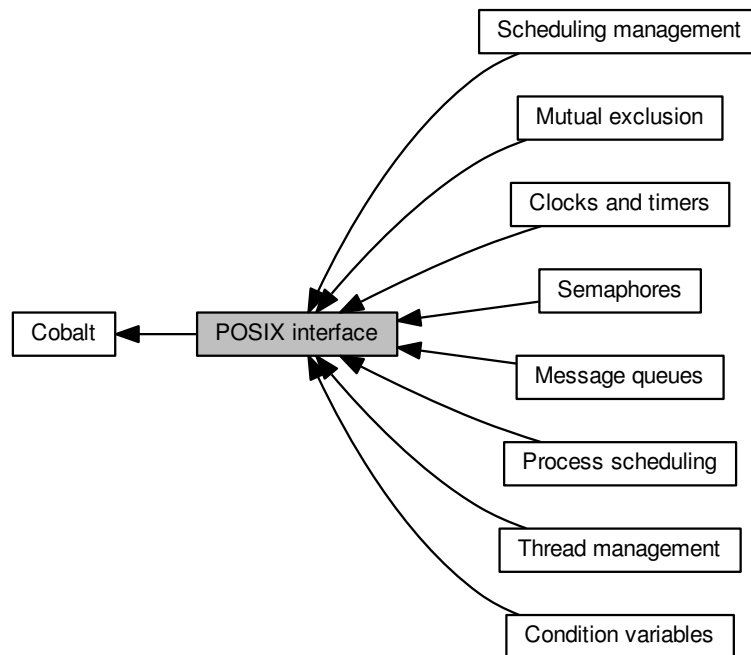 Scheduling management
Mutual exclusion
Clocks and timers
Semaphores
Cobalt
POSIX interface
Message queues
Process scheduling
Thread management
Condition variables